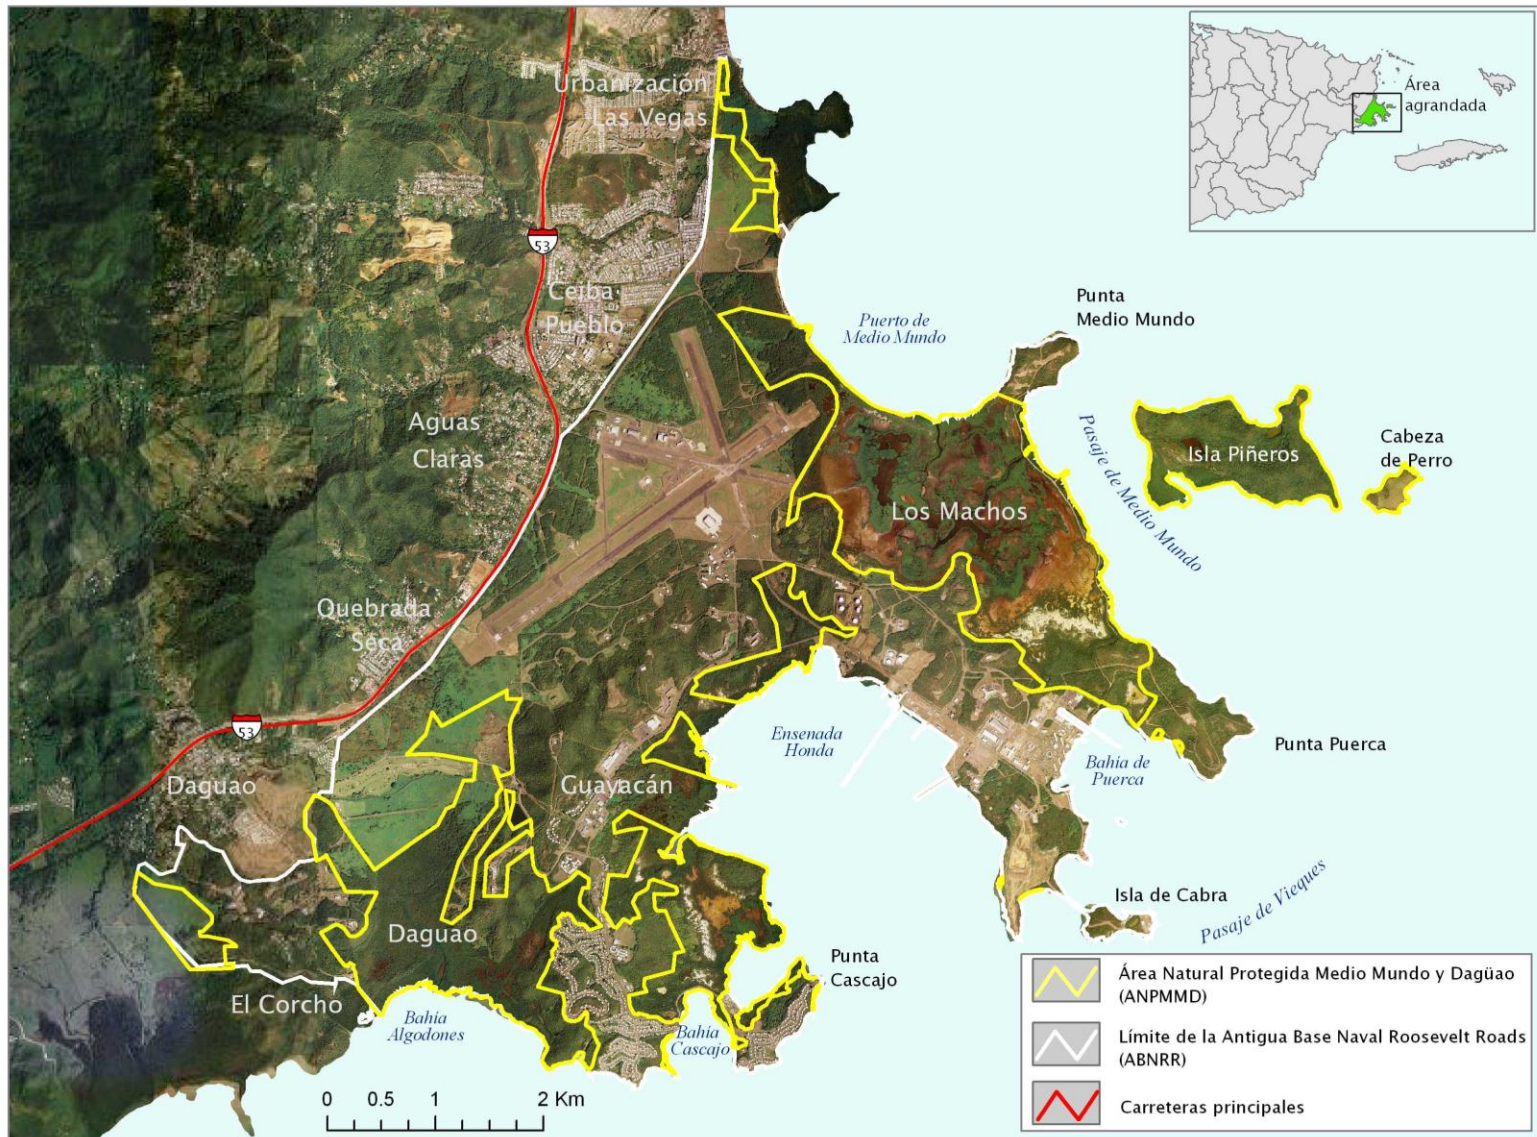 Urbanización
Las Vegas
Área
agrandada
53
Ceiba
Pueblo
Punta
Medio Mundo
Puerto de
Medio Mundo
Aguas
Claras
Pasaje de Medio Mundo
Isla Piñeros
Cabeza
de Perro
Los Machos
Quebrada
Seca
53
Daguao
Guayacán
Ensenada
Honda
Bahía de
Puerca
Punta Puerca
Isla de Cabra
Pasaje de Vieques
Daguao
El Corcho
Punta
Cascajo
Bahía
Algodones
Bahía
Cascajo
0 0.5 1 2 Km
Área Natural Protegida Medio Mundo y Dagüao
(ANPMMD)
Límite de la Antigua Base Naval Roosevelt Roads
(ABNRR)
Carreteras principales